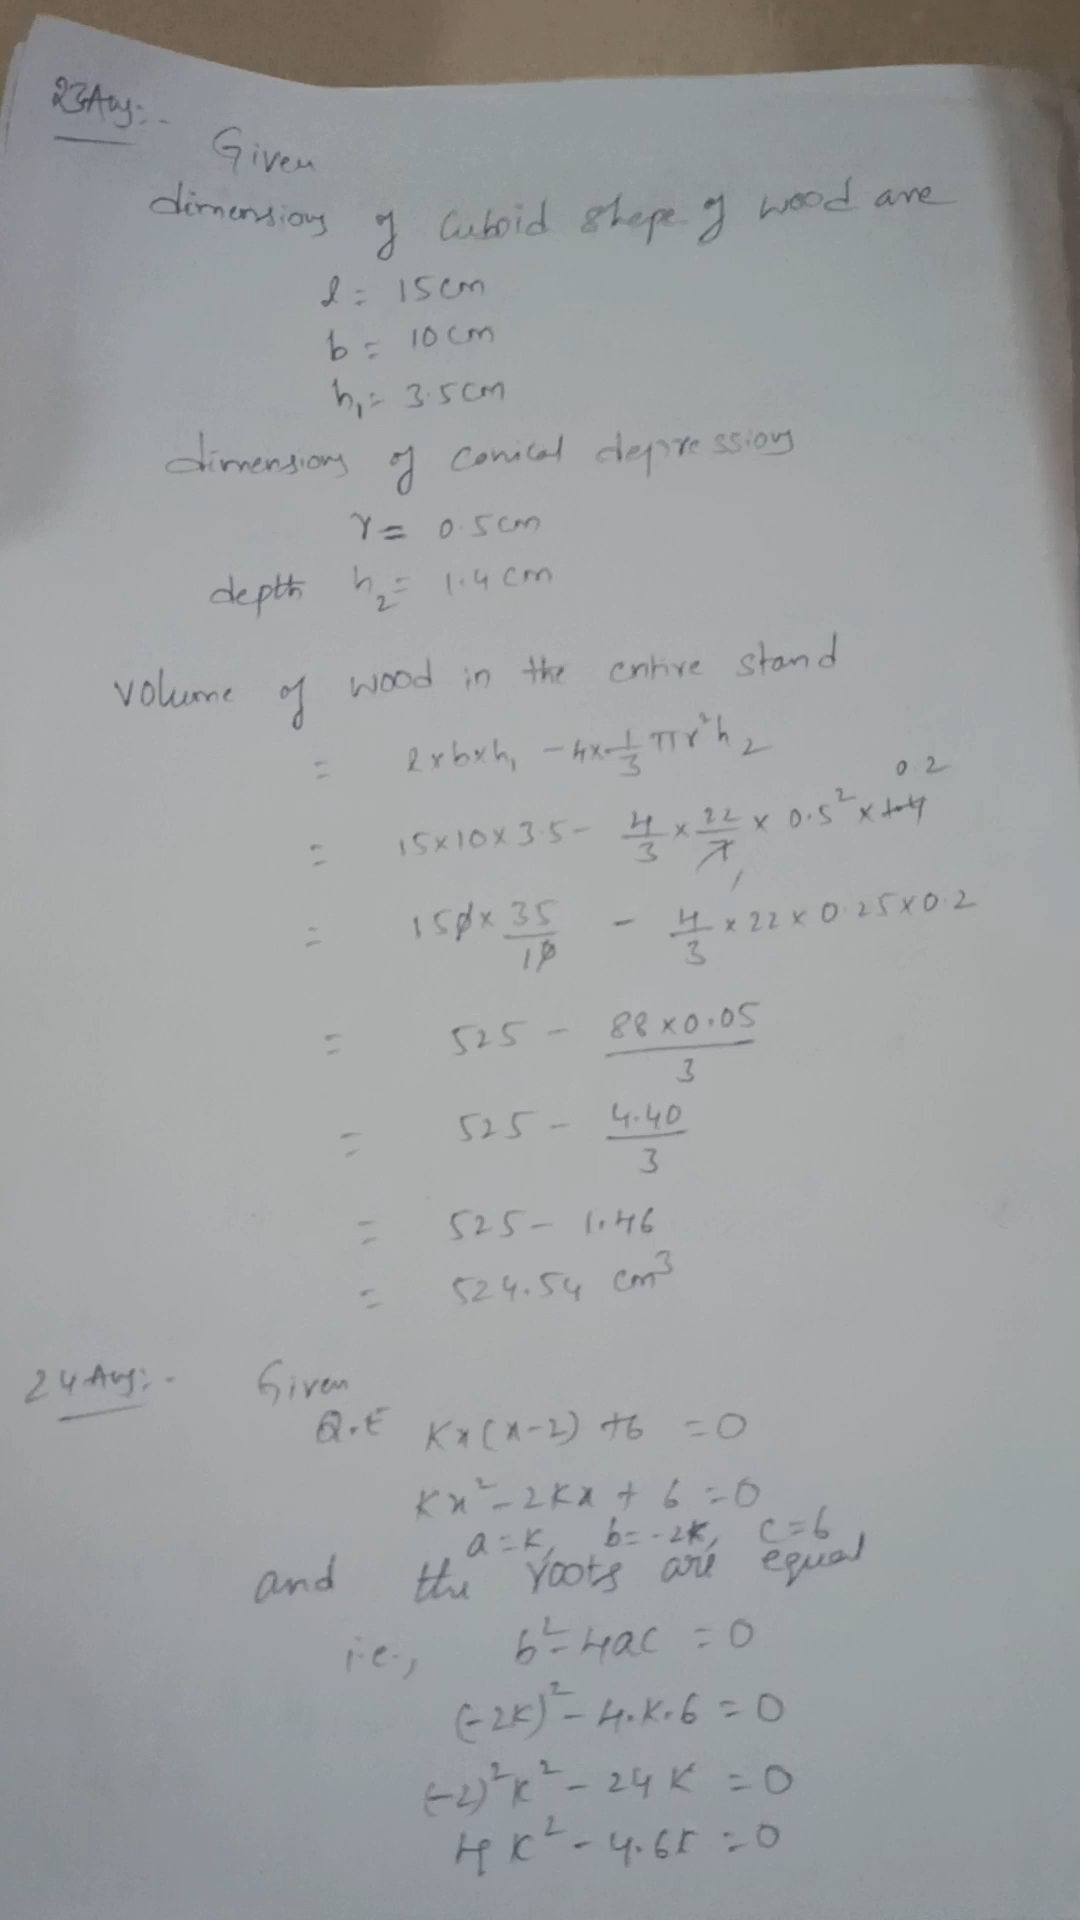 23Ans:-
Given
dimensions of Cuboid shape of wood are
l = 15cm
b = 10cm
h₁ = 3.5cm
dimensions of conical depressions
r = 0.5cm
depth h₂ = 1.4cm
volume of wood in the entire stand
= l×b×h₁ - 4×1/3 πr²h₂
0.2
= 15×10×3.5 - 4/3 × 22/7 × 0.5² × 1.4
1
= 150 × 35/10 - 4/3 × 22 × 0.25 × 0.2
= 525 - 88×0.05/3
= 525 - 4.40/3
= 525 - 1.46
= 524.54 cm³
24 Ans:-
Given
Q.E Kx(x-2) +6 =0
Kx² - 2Kx + 6 =0
a=K, b=-2K, c=6
and the roots are equal
i.e., b²-4ac =0
(-2K)² - 4.K.6 =0
(-2)²K² - 24K =0
4K² - 4.6K =0